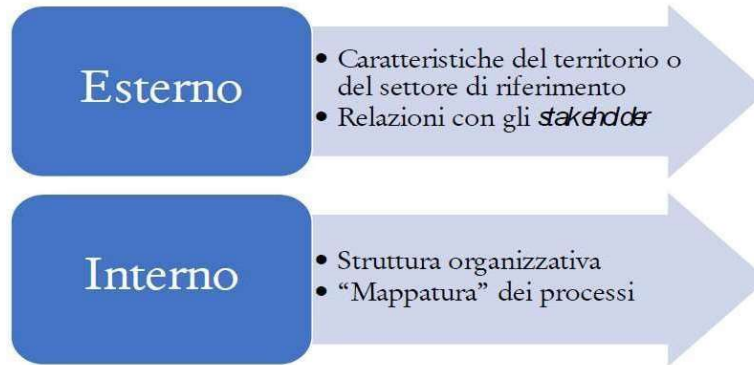 Esterno
• Caratteristiche del territorio o
del settore di riferimento
• Relazioni con gli stakeholder
Interno
• Struttura organizzativa
• “Mappatura” dei processi